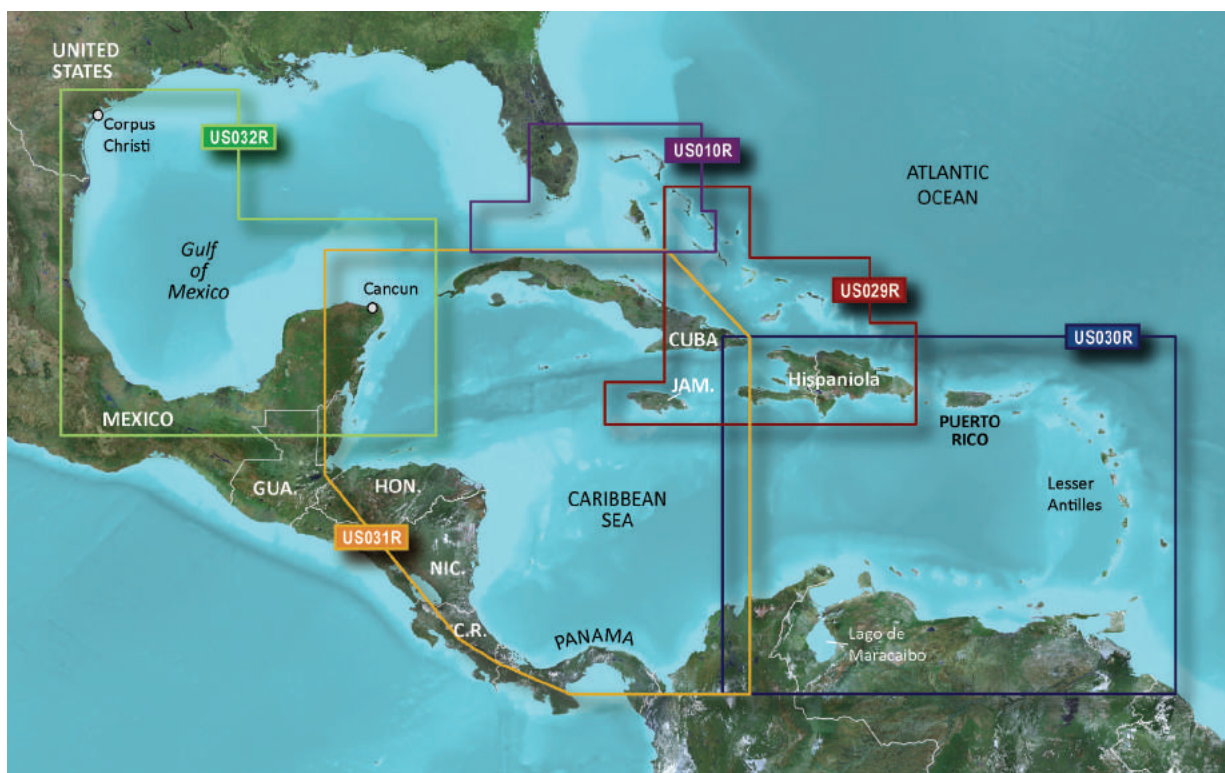 UNITED
STATES
Corpus
Christi
US032R
US010R
ATLANTIC
OCEAN
Gulf
of
Mexico
Cancun
US029R
CUBA
US030R
JAM.
Hispaniola
MEXICO
PUERTO
RICO
GUA.
HON.
CARIBBEAN
SEA
Lesser
Antilles
US031R
NIC.
C.R.
PANAMA
Lago de
Maracaibo